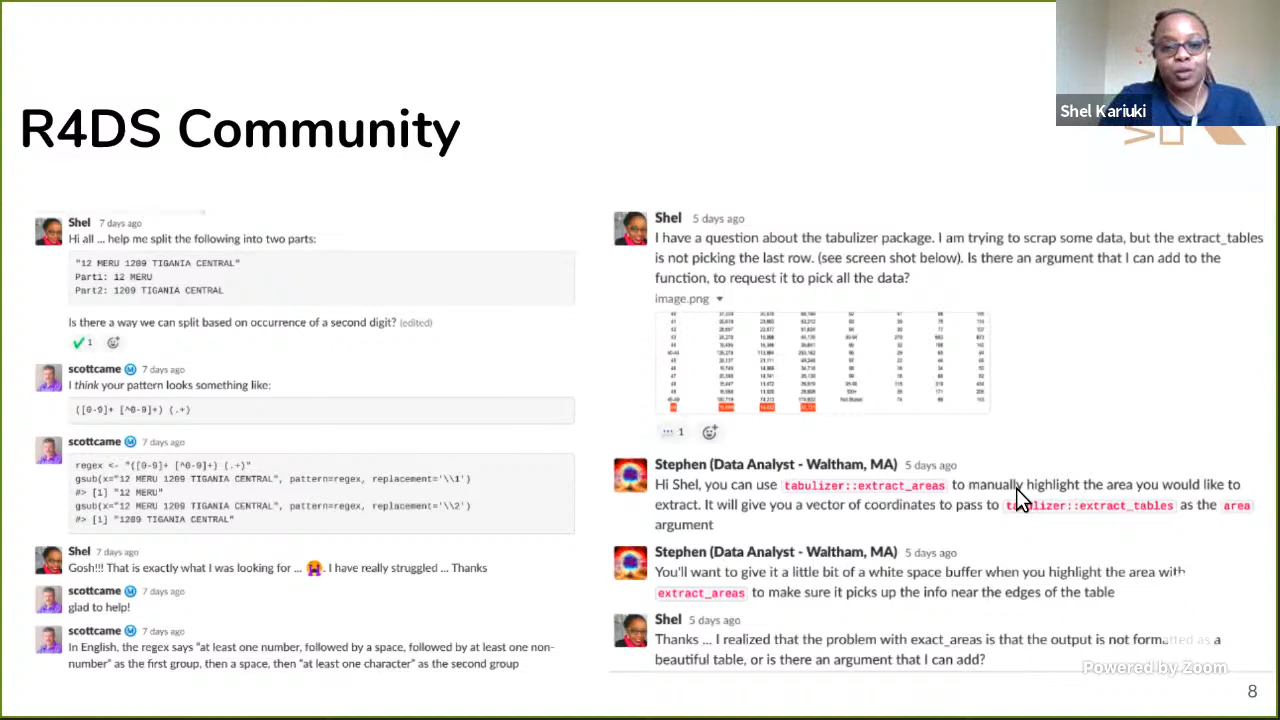 Shel Kariuki
R4DS Community
Shel 7 days ago
Hi all ... help me split the following into two parts:
"12 MERU 1209 TIGANIA CENTRAL"
Part1: 12 MERU
Part2: 1209 TIGANIA CENTRAL
Is there a way we can split based on occurrence of a second digit? (edited)
1
scottcame 7 days ago
I think your pattern looks something like:
([0-9]+ [^0-9]+) (.+)
scottcame 7 days ago
regex <- "([0-9]+ [^0-9]+) (.+)"
gsub(x="12 MERU 1209 TIGANIA CENTRAL", pattern=regex, replacement='\\1')
#> [1] "12 MERU"
gsub(x="12 MERU 1209 TIGANIA CENTRAL", pattern=regex, replacement='\\2')
#> [1] "1209 TIGANIA CENTRAL"
Shel 7 days ago
Gosh!!! That is exactly what I was looking for ... . I have really struggled ... Thanks
scottcame 7 days ago
glad to help!
scottcame 7 days ago
In English, the regex says "at least one number, followed by a space, followed by at least one non-
number" as the first group, then a space, then "at least one character" as the second group
Shel 5 days ago
I have a question about the tabulizer package. I am trying to scrap some data, but the extract_tables
is not picking the last row. (see screen shot below). Is there an argument that I can add to the
function, to request it to pick all the data?
image.png
1
Stephen (Data Analyst - Waltham, MA) 5 days ago
Hi Shel, you can use tabulizer::extract_areas to manually highlight the area you would like to
extract. It will give you a vector of coordinates to pass to tabulizer::extract_tables as the area
argument
Stephen (Data Analyst - Waltham, MA) 5 days ago
You'll want to give it a little bit of a white space buffer when you highlight the area with
extract_areas to make sure it picks up the info near the edges of the table
Shel 5 days ago
Thanks ... I realized that the problem with exact_areas is that the output is not formatted as a
beautiful table, or is there an argument that I can add?
Powered by Zoom
8